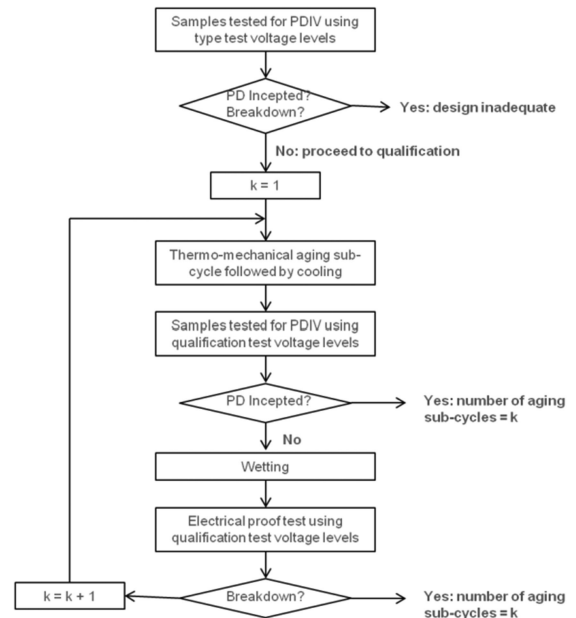 Samples tested for PDIV using
type test voltage levels
PD Incepted?
Breakdown?
Yes: design inadequate
No: proceed to qualification
k = 1
Thermo-mechanical aging sub-
cycle followed by cooling
Samples tested for PDIV using
qualification test voltage levels
PD Incepted?
Yes: number of aging
sub-cycles = k
No
Wetting
Electrical proof test using
qualification test voltage levels
Breakdown?
Yes: number of aging
sub-cycles = k
k = k + 1